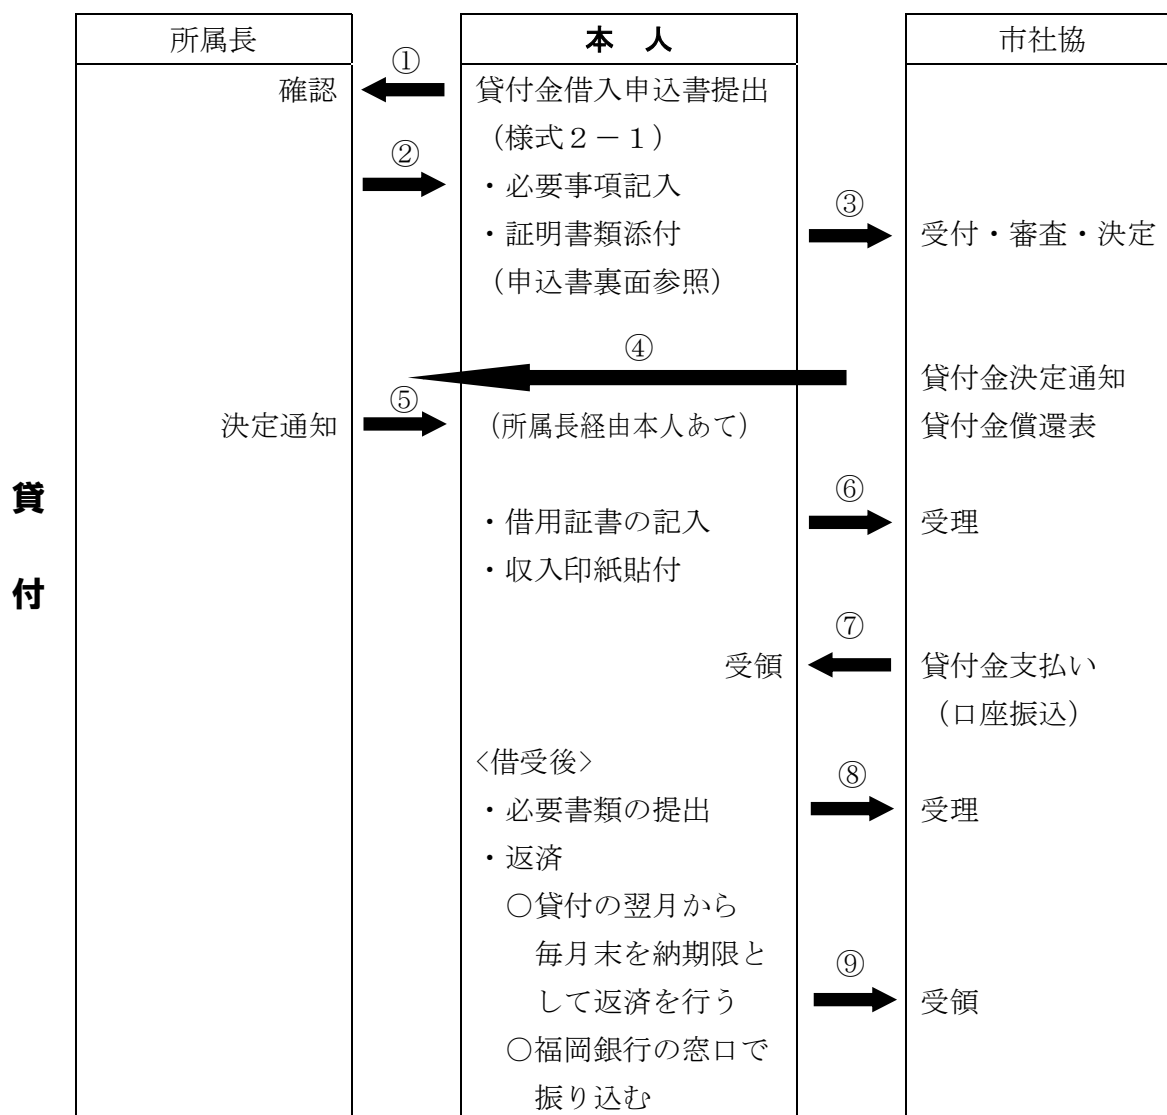 所属長
本　人
市社協
①
確認
貸付金借入申込書提出
（様式２－１）
②
・必要事項記入
③
・証明書類添付
受付・審査・決定
（申込書裏面参照）
④
貸付金決定通知
⑤
決定通知
（所属長経由本人あて）
貸付金償還表
貸
付
⑥
・借用証書の記入
受理
・収入印紙貼付
⑦
受領
貸付金支払い
（口座振込）
<借受後>
⑧
・必要書類の提出
受理
・返済
○貸付の翌月から
毎月末を納期限と
⑨
して返済を行う
受領
○福岡銀行の窓口で
振り込む